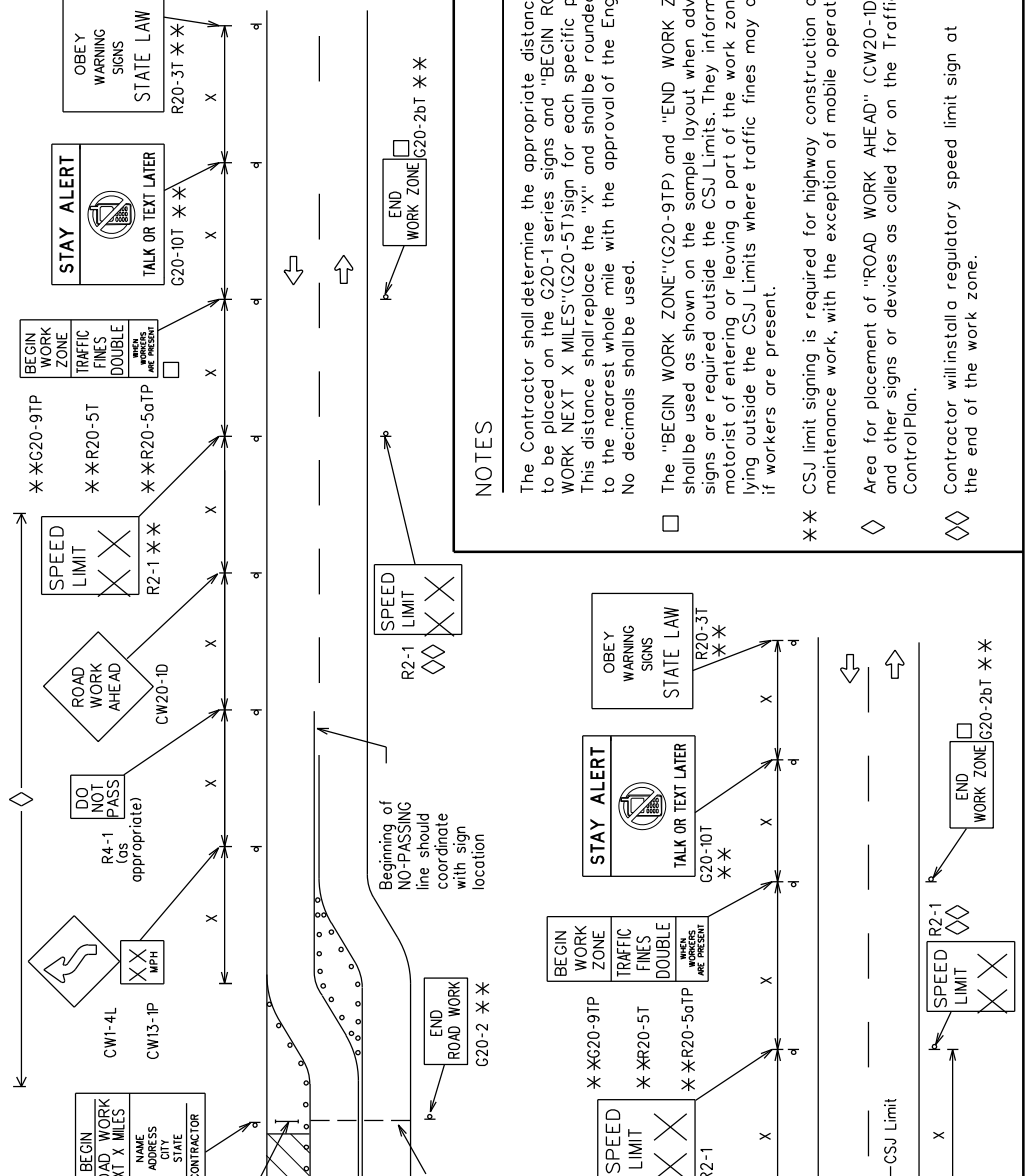 OBEY
WARNING
SIGNS
STATE LAW
R20-3T **
STAY ALERT
TALK OR TEXT LATER
G20-10T **
BEGIN
WORK
ZONE
TRAFFIC
FINES
DOUBLE
WHEN
WORKERS
ARE PRESENT
**G20-9TP
**R20-5T
**R20-5aTP
SPEED
LIMIT
XX
R2-1 **
ROAD
WORK
AHEAD
CW20-1D
DO
NOT
PASS
R4-1
(as
appropriate)
XX
MPH
CW1-4L
CW13-1P
BEGIN
ROAD WORK
NEXT X MILES
NAME
ADDRESS
CITY
STATE
CONTRACTOR
X
X
X
X
X
X
X
END
WORK ZONE
G20-2bT **
SPEED
LIMIT
XX
R2-1
Beginning of
NO-PASSING
line should
coordinate
with sign
location
END
ROAD WORK
G20-2 **
NOTES
The Contractor shall determine the appropriate distanc
to be placed on the G20-1 series signs and "BEGIN RO
WORK NEXT X MILES"(G20-5T)sign for each specific p
This distance shall replace the "X" and shall be rounded
to the nearest whole mile with the approval of the Eng
No decimals shall be used.
The "BEGIN WORK ZONE"(G20-9TP) and "END WORK Z
shall be used as shown on the sample layout when adv
signs are required outside the CSJ Limits. They inform
motorist of entering or leaving a part of the work zon
lying outside the CSJ Limits where traffic fines may d
if workers are present.
** CSJ limit signing is required for highway construction a
maintenance work, with the exception of mobile operat
Area for placement of "ROAD WORK AHEAD" (CW20-1D
and other signs or devices as called for on the Traffi
Control Plan.
Contractor will install a regulatory speed limit sign at
the end of the work zone.
OBEY
WARNING
SIGNS
STATE LAW
R20-3T
**
STAY ALERT
TALK OR TEXT LATER
G20-10T
**
BEGIN
WORK
ZONE
TRAFFIC
FINES
DOUBLE
WHEN
WORKERS
ARE PRESENT
**G20-9TP
**R20-5T
**R20-5aTP
SPEED
LIMIT
XX
R2-1
X
X
X
X
END
WORK ZONE
G20-2bT **
R2-1
SPEED
LIMIT
XX
CSJ Limit
X